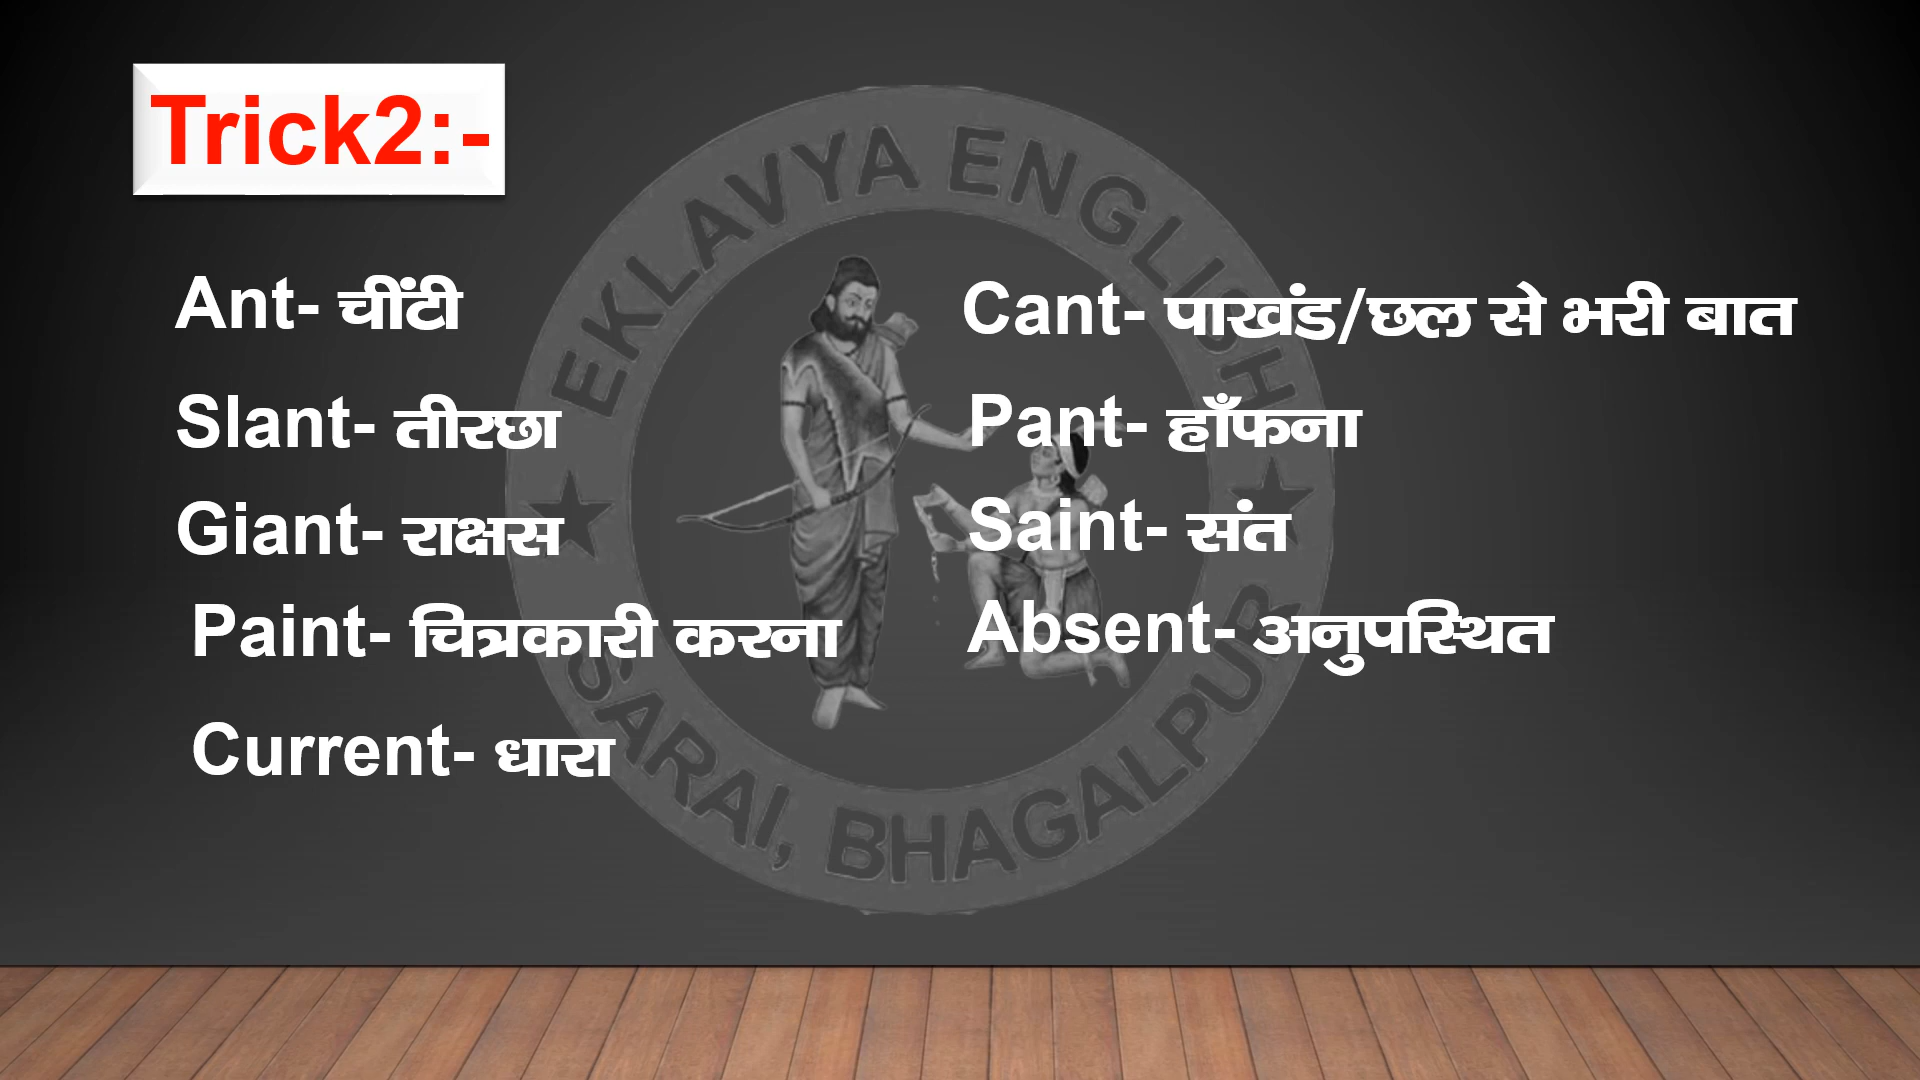 Trick2:-
Ant- चींटी
Cant- पाखंड/छल से भरी बात
Slant- तीरछा
Pant- हाँफना
Giant- राक्षस
Saint- संत
Paint- चित्रकारी करना
Absent- अनुपस्थित
Current- धारा
EKLAVYA ENGLISH
SARAI, BHAGALPUR